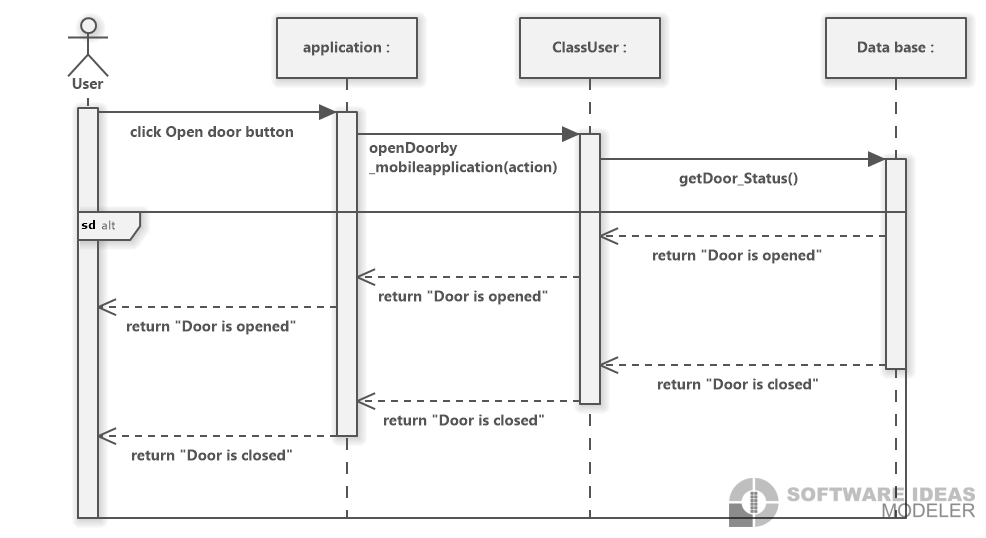 application :
ClassUser :
Data base :
User
click Open door button
openDoorby
_mobileapplication(action)
getDoor_Status()
sd alt
return "Door is opened"
return "Door is opened"
return "Door is opened"
return "Door is closed"
return "Door is closed"
return "Door is closed"
SOFTWARE IDEAS
MODELER